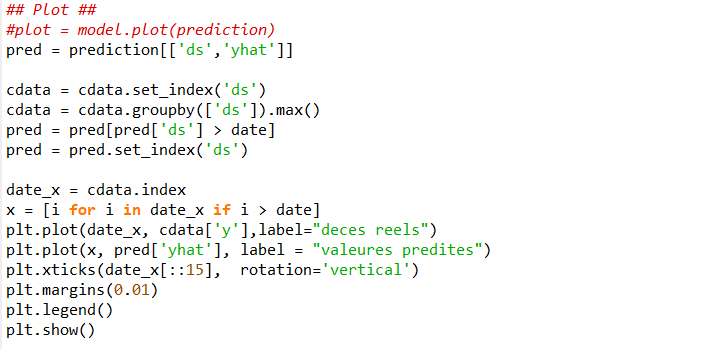 ## Plot ##
#plot = model.plot(prediction)
pred = prediction[['ds','yhat']]
cdata = cdata.set_index('ds')
cdata = cdata.groupby(['ds']).max()
pred = pred[pred['ds'] > date]
pred = pred.set_index('ds')
date_x = cdata.index
x = [i for i in date_x if i > date]
plt.plot(date_x, cdata['y'],label="deces reels")
plt.plot(x, pred['yhat'], label = "valeures predites")
plt.xticks(date_x[::15],  rotation='vertical')
plt.margins(0.01)
plt.legend()
plt.show()